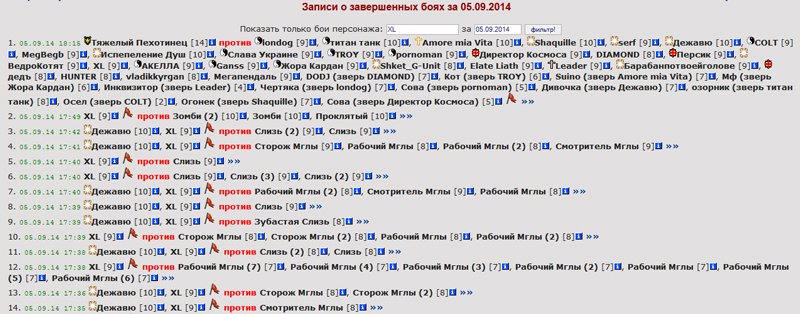 Записи о завершенных боях за 05.09.2014
Показать только бои персонажа: XL за 05.09.2014 фильтр!
1. 05.09.14 18:15 Тяжелый Пехотинец [14] против londog [9], титан танк [10], Amore mia Vita [10], Shaquille [10], serf [9], Дежавю [10], COLT [9]
, MegBegb [9], Испепеление Душ [10], Слава Украине [9], TROY [9], pornoman [9], Директор Космоса [9], DIAMOND [8], Персик [9],
ВедроКотят [9], XL [9], АКЕЛЛА [9], Ganss [9], Жора Кардан [9], Shket_G-Unit [8], Elate Liath [9], Leader [9], Барабанпотвоейголове [9],
дедъ [8], HUNTER [8], vladikkyrgan [8], Мегапендаль [9], DODJ (зверь DIAMOND) [7], Кот (зверь TROY) [6], Suino (зверь Amore mia Vita) [7], Мф (зверь
Жора Кардан) [6], Инквизитор (зверь Leader) [4], Чертяка (зверь londog) [7], Сова (зверь pornoman) [5], Дивочка (зверь Дежавю) [7], озорник (зверь титан
танк) [8], Осел (зверь COLT) [2], Огонек (зверь Shaquille) [7], Сова (зверь Директор Космоса) [5] »»
2. 05.09.14 17:49 XL [9] против Зомби (2) [10], Зомби [10], Проклятый [10] »»
3. 05.09.14 17:42 Дежавю [10], XL [9] против Слизь (2) [9], Слизь [9] »»
4. 05.09.14 17:41 Дежавю [10], XL [9] против Сторож Мглы [9], Рабочий Мглы [8], Рабочий Мглы (2) [8], Смотритель Мглы [9] »»
5. 05.09.14 17:40 XL [9] против Слизь [9] »»
6. 05.09.14 17:40 XL [9] против Слизь [9], Слизь (3) [9], Слизь (2) [9] »»
7. 05.09.14 17:40 Дежавю [10], XL [9] против Рабочий Мглы (2) [8], Смотритель Мглы [9], Рабочий Мглы [8] »»
8. 05.09.14 17:39 Дежавю [10], XL [9] против Слизь [9] »»
9. 05.09.14 17:39 Дежавю [10], XL [9] против Зубастая Слизь [8] »»
10. 05.09.14 17:39 XL [9] против Сторож Мглы [8], Сторож Мглы (2) [8], Рабочий Мглы [8], Рабочий Мглы (2) [8] »»
11. 05.09.14 17:38 Дежавю [10], XL [9] против Слизь (2) [8], Слизь [8] »»
12. 05.09.14 17:38 XL [9] против Рабочий Мглы (7) [7], Рабочий Мглы (4) [7], Рабочий Мглы (3) [7], Рабочий Мглы (2) [7], Рабочий Мглы [7], Рабочий Мглы
(5) [7], Рабочий Мглы (6) [7] »»
13. 05.09.14 17:36 Дежавю [10], XL [9] против Сторож Мглы [8], Сторож Мглы (2) [8] »»
14. 05.09.14 17:35 Дежавю [10], XL [9] против Смотритель Мглы [8] »»